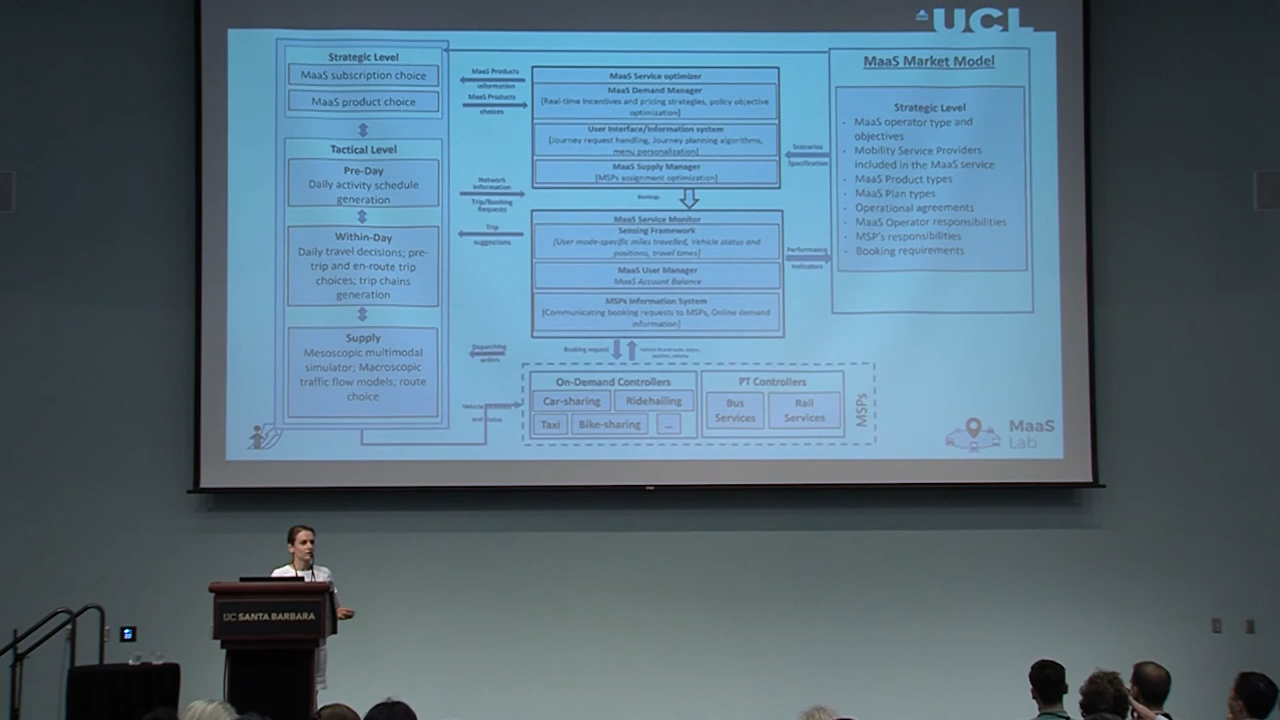 UCL
Strategic Level
MaaS subscription choice
MaaS product choice
Tactical Level
Pre-Day
Daily activity schedule
generation
Within-Day
Daily travel decisions; pre-
trip and en-route trip
choices; trip chains
generation
Supply
Mesoscopic multimodal
simulator; Macroscopic
traffic flow models; route
choice
MaaS Products
information
MaaS Products
choices
Network
Information
Trip/Booking
Requests
Trip
suggestions
Dispatching
orders
MaaS Service optimizer
MaaS Demand Manager
[Real-time Incentives and pricing strategies, policy objective
optimization]
User Interface/Information system
[Journey request handling, Journey planning algorithms,
menu personalization]
MaaS Supply Manager
[MSPs assignment optimization]
Bookings
MaaS Service Monitor
Sensing Framework
[User mode-specific miles travelled, Vehicle status and
positions, travel times]
MaaS User Manager
MaaS Account Balance
MSPs Information System
[Communicating booking requests to MSPs, Online demand
information]
Booking request
On-Demand Controllers
Car-sharing
Ridehailing
Taxi
Bike-sharing
...
PT Controllers
Bus
Services
Rail
Services
MSPs
Scenarios
Specification
Performance
Indicators
MaaS Market Model
Strategic Level
· MaaS operator type and
objectives
· Mobility Service Providers
included in the MaaS service
· MaaS Product types
· MaaS Plan types
· Operational agreements
· MaaS Operator responsibilities
· MSP's responsibilities
· Booking requirements
MaaS
Lab
UC SANTA BARBARA